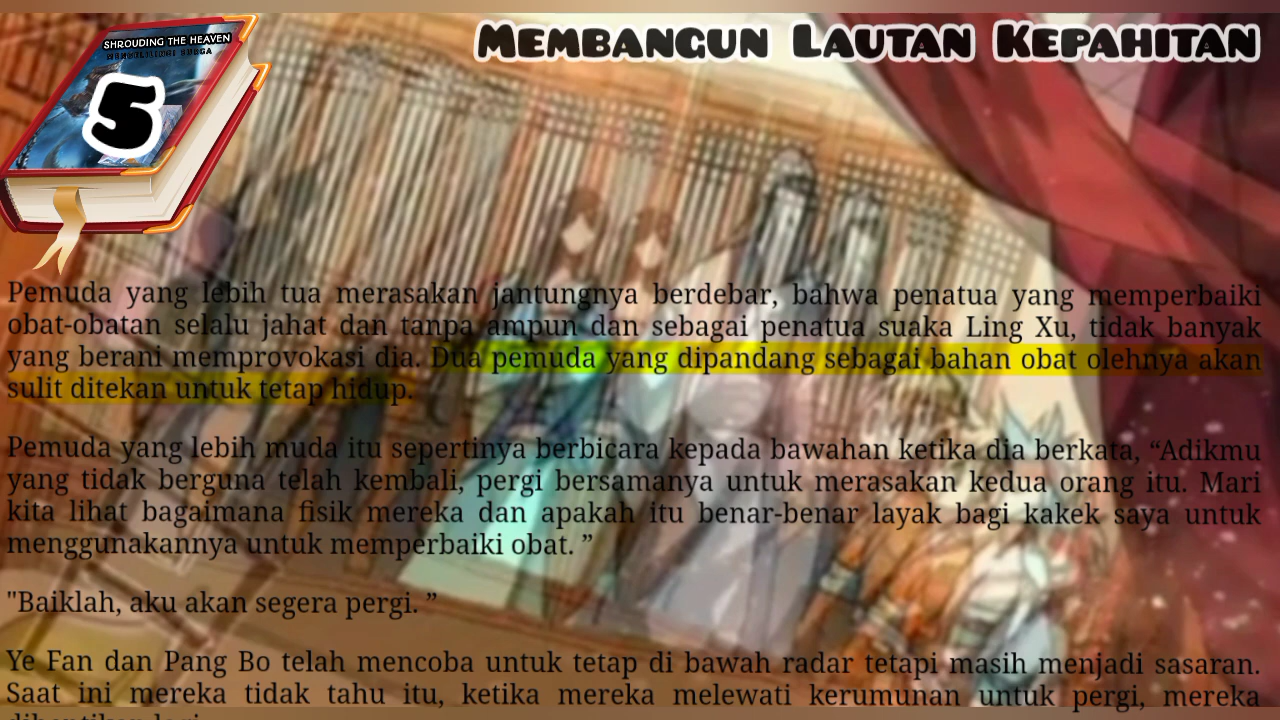 SHROUDING THE HEAVEN
5
MEMBANGUN LAUTAN KEPAHITAN
Pemuda yang lebih tua merasakan jantungnya berdebar, bahwa penatua yang memperbaiki
obat-obatan selalu jahat dan tanpa ampun dan sebagai penatua suaka Ling Xu, tidak banyak
yang berani memprovokasi dia. Dua pemuda yang dipandang sebagai bahan obat olehnya akan
sulit ditekan untuk tetap hidup.
Pemuda yang lebih muda itu sepertinya berbicara kepada bawahan ketika dia berkata, “Adikmu
yang tidak berguna telah kembali, pergi bersamanya untuk merasakan kedua orang itu. Mari
kita lihat bagaimana fisik mereka dan apakah itu benar-benar layak bagi kakek saya untuk
menggunakannya untuk memperbaiki obat. ”
"Baiklah, aku akan segera pergi. ”
Ye Fan dan Pang Bo telah mencoba untuk tetap di bawah radar tetapi masih menjadi sasaran.
Saat ini mereka tidak tahu itu, ketika mereka melewati kerumunan untuk pergi, mereka